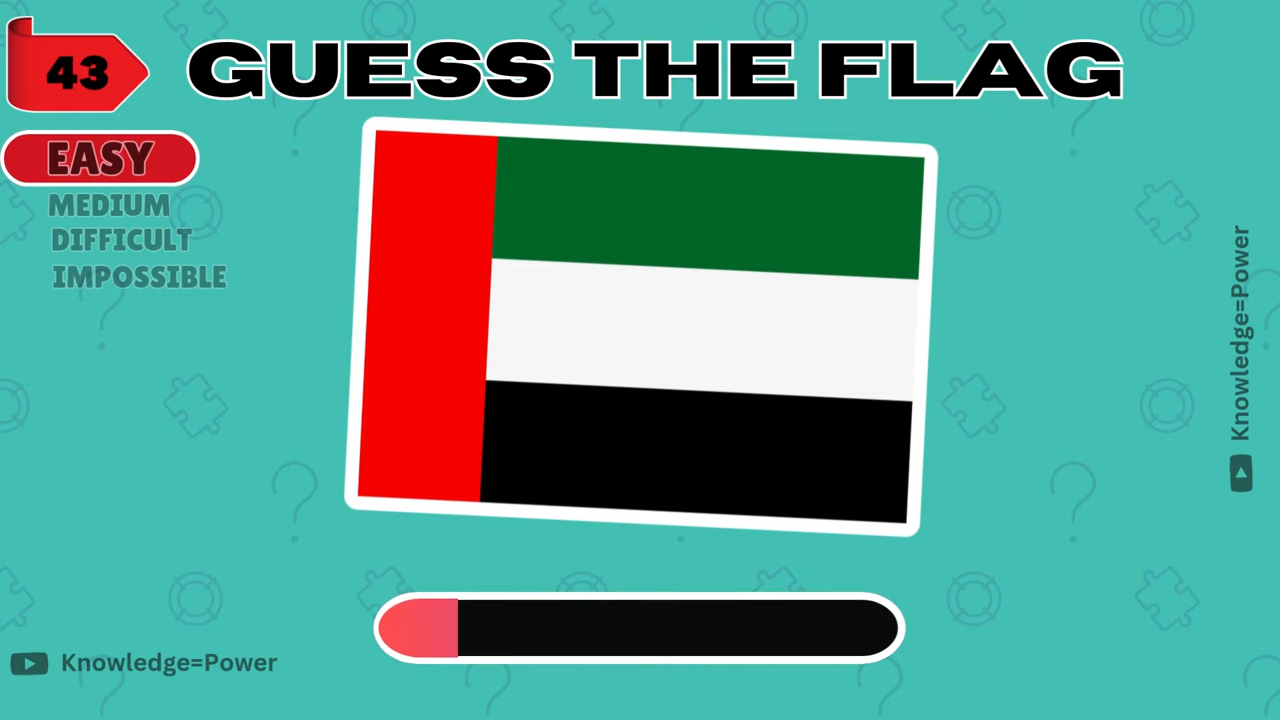 43
GUESS THE FLAG
EASY
MEDIUM
DIFFICULT
IMPOSSIBLE
Knowledge=Power
Knowledge=Power